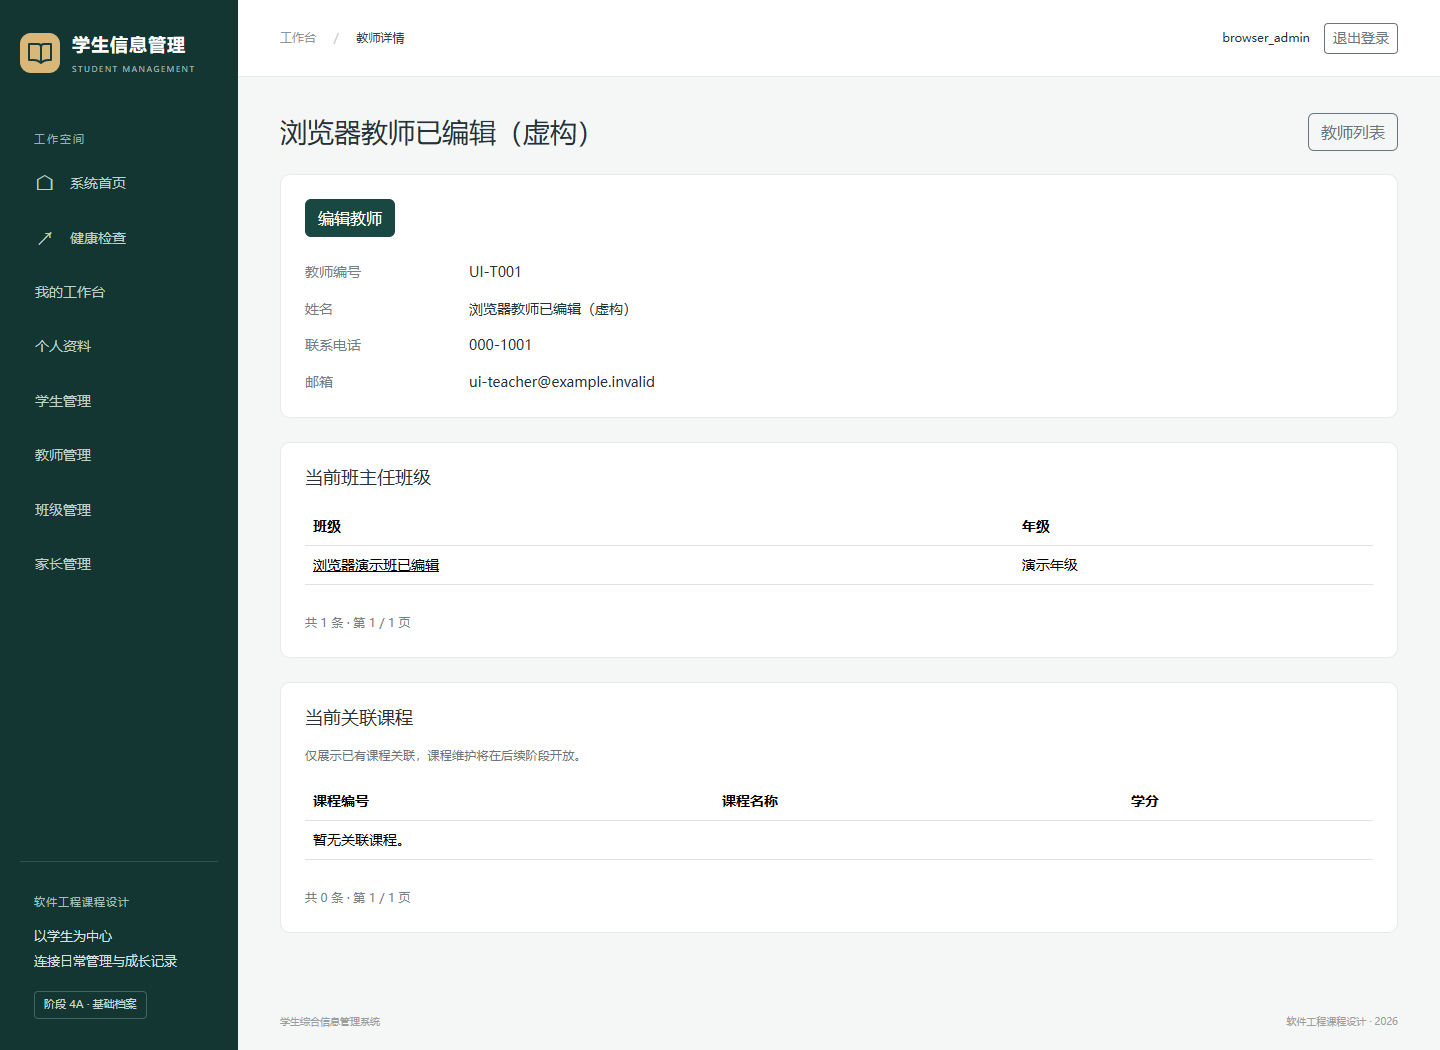 学生信息管理
STUDENT MANAGEMENT
工作空间
系统首页
健康检查
我的工作台
个人资料
学生管理
教师管理
班级管理
家长管理
软件工程课程设计
以学生为中心
连接日常管理与成长记录
阶段 4A · 基础档案
工作台 / 教师详情
browser_admin 退出登录
浏览器教师已编辑（虚构） 教师列表
编辑教师
教师编号 UI-T001
姓名 浏览器教师已编辑（虚构）
联系电话 000-1001
邮箱 ui-teacher@example.invalid
当前班主任班级
班级 年级
浏览器演示班已编辑 演示年级
共 1 条 · 第 1 / 1 页
当前关联课程
仅展示已有课程关联，课程维护将在后续阶段开放。
课程编号 课程名称 学分
暂无关联课程。
共 0 条 · 第 1 / 1 页
学生综合信息管理系统 软件工程课程设计 · 2026